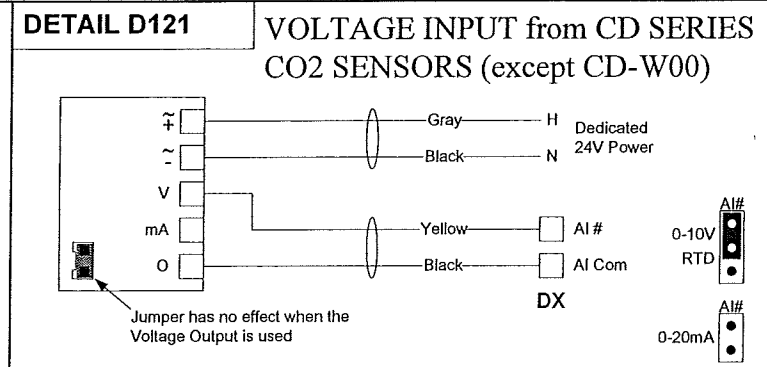 DETAIL D121
VOLTAGE INPUT from CD SERIES
CO2 SENSORS (except CD-W00)
~
+
Gray
H
Dedicated
24V Power
~
-
Black
N
V
mA
Yellow
AI #
O
Black
AI Com
DX
Jumper has no effect when the
Voltage Output is used
AI#
0-10V
RTD
AI#
0-20mA